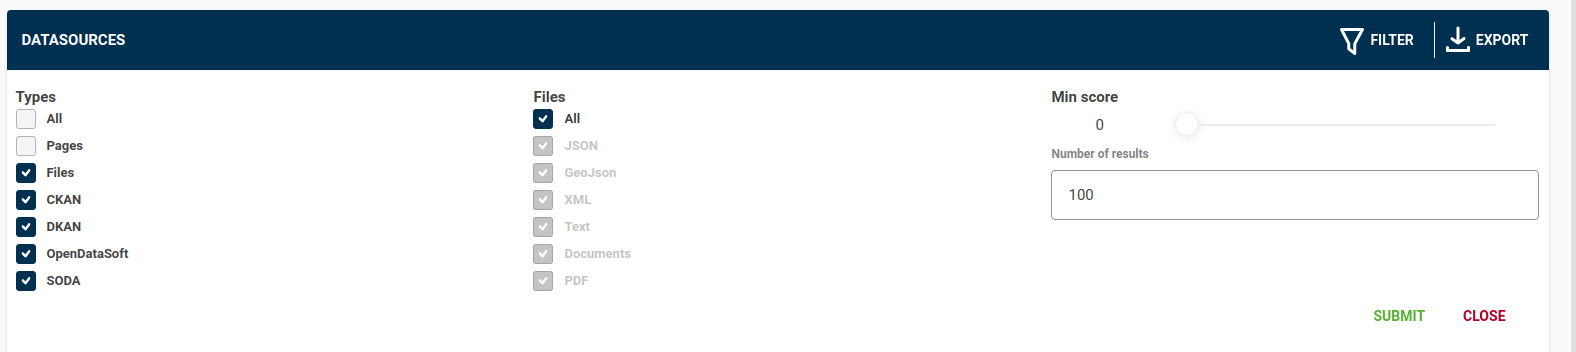 DATASOURCES
FILTER
EXPORT
Types
All
Pages
Files
CKAN
DKAN
OpenDataSoft
SODA
Files
All
JSON
GeoJson
XML
Text
Documents
PDF
Min score
0
Number of results
100
SUBMIT
CLOSE